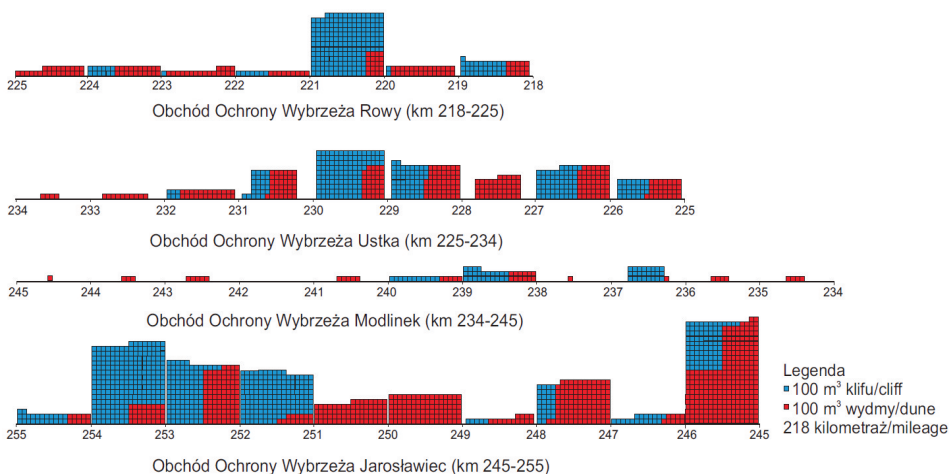 225 224 223 222 221 220 219 218
Obchód Ochrony Wybrzeża Rowy (km 218-225)
234 233 232 231 230 229 228 227 226 225
Obchód Ochrony Wybrzeża Ustka (km 225-234)
245 244 243 242 241 240 239 238 237 236 235 234
Obchód Ochrony Wybrzeża Modlinek (km 234-245)
Legenda
100 m³ klifu/cliff
100 m³ wydmy/dune
218 kilometraż/mileage
255 254 253 252 251 250 249 248 247 246 245
Obchód Ochrony Wybrzeża Jarosławiec (km 245-255)